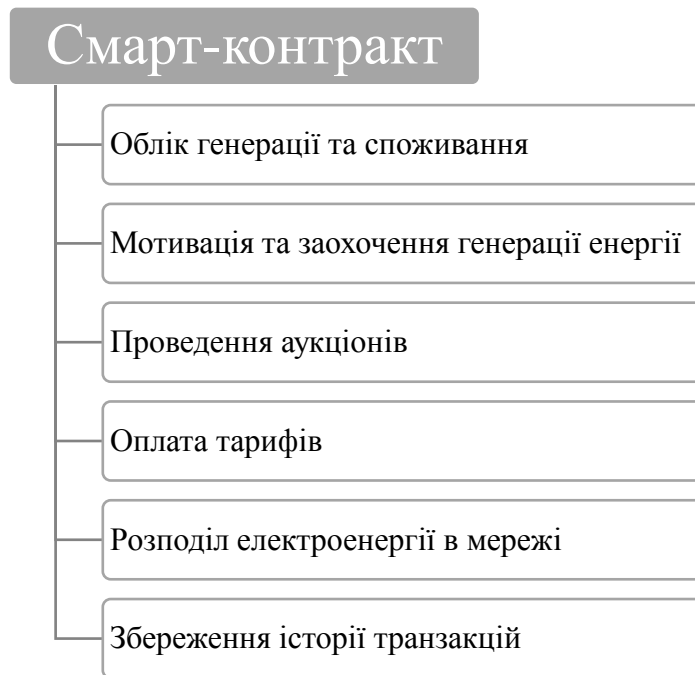 Смарт-контракт
Облік генерації та споживання
Мотивація та заохочення генерації енергії
Проведення аукціонів
Оплата тарифів
Розподіл електроенергії в мережі
Збереження історії транзакцій